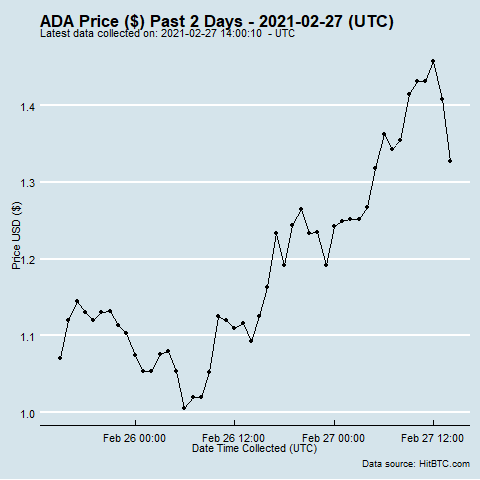 ADA Price ($) Past 2 Days - 2021-02-27 (UTC)
Latest data collected on: 2021-02-27 14:00:10  - UTC
1.4
1.3
1.2
1.1
1.0
Price USD ($)
Feb 26 00:00
Feb 26 12:00
Feb 27 00:00
Feb 27 12:00
Date Time Collected (UTC)
Data source: HitBTC.com